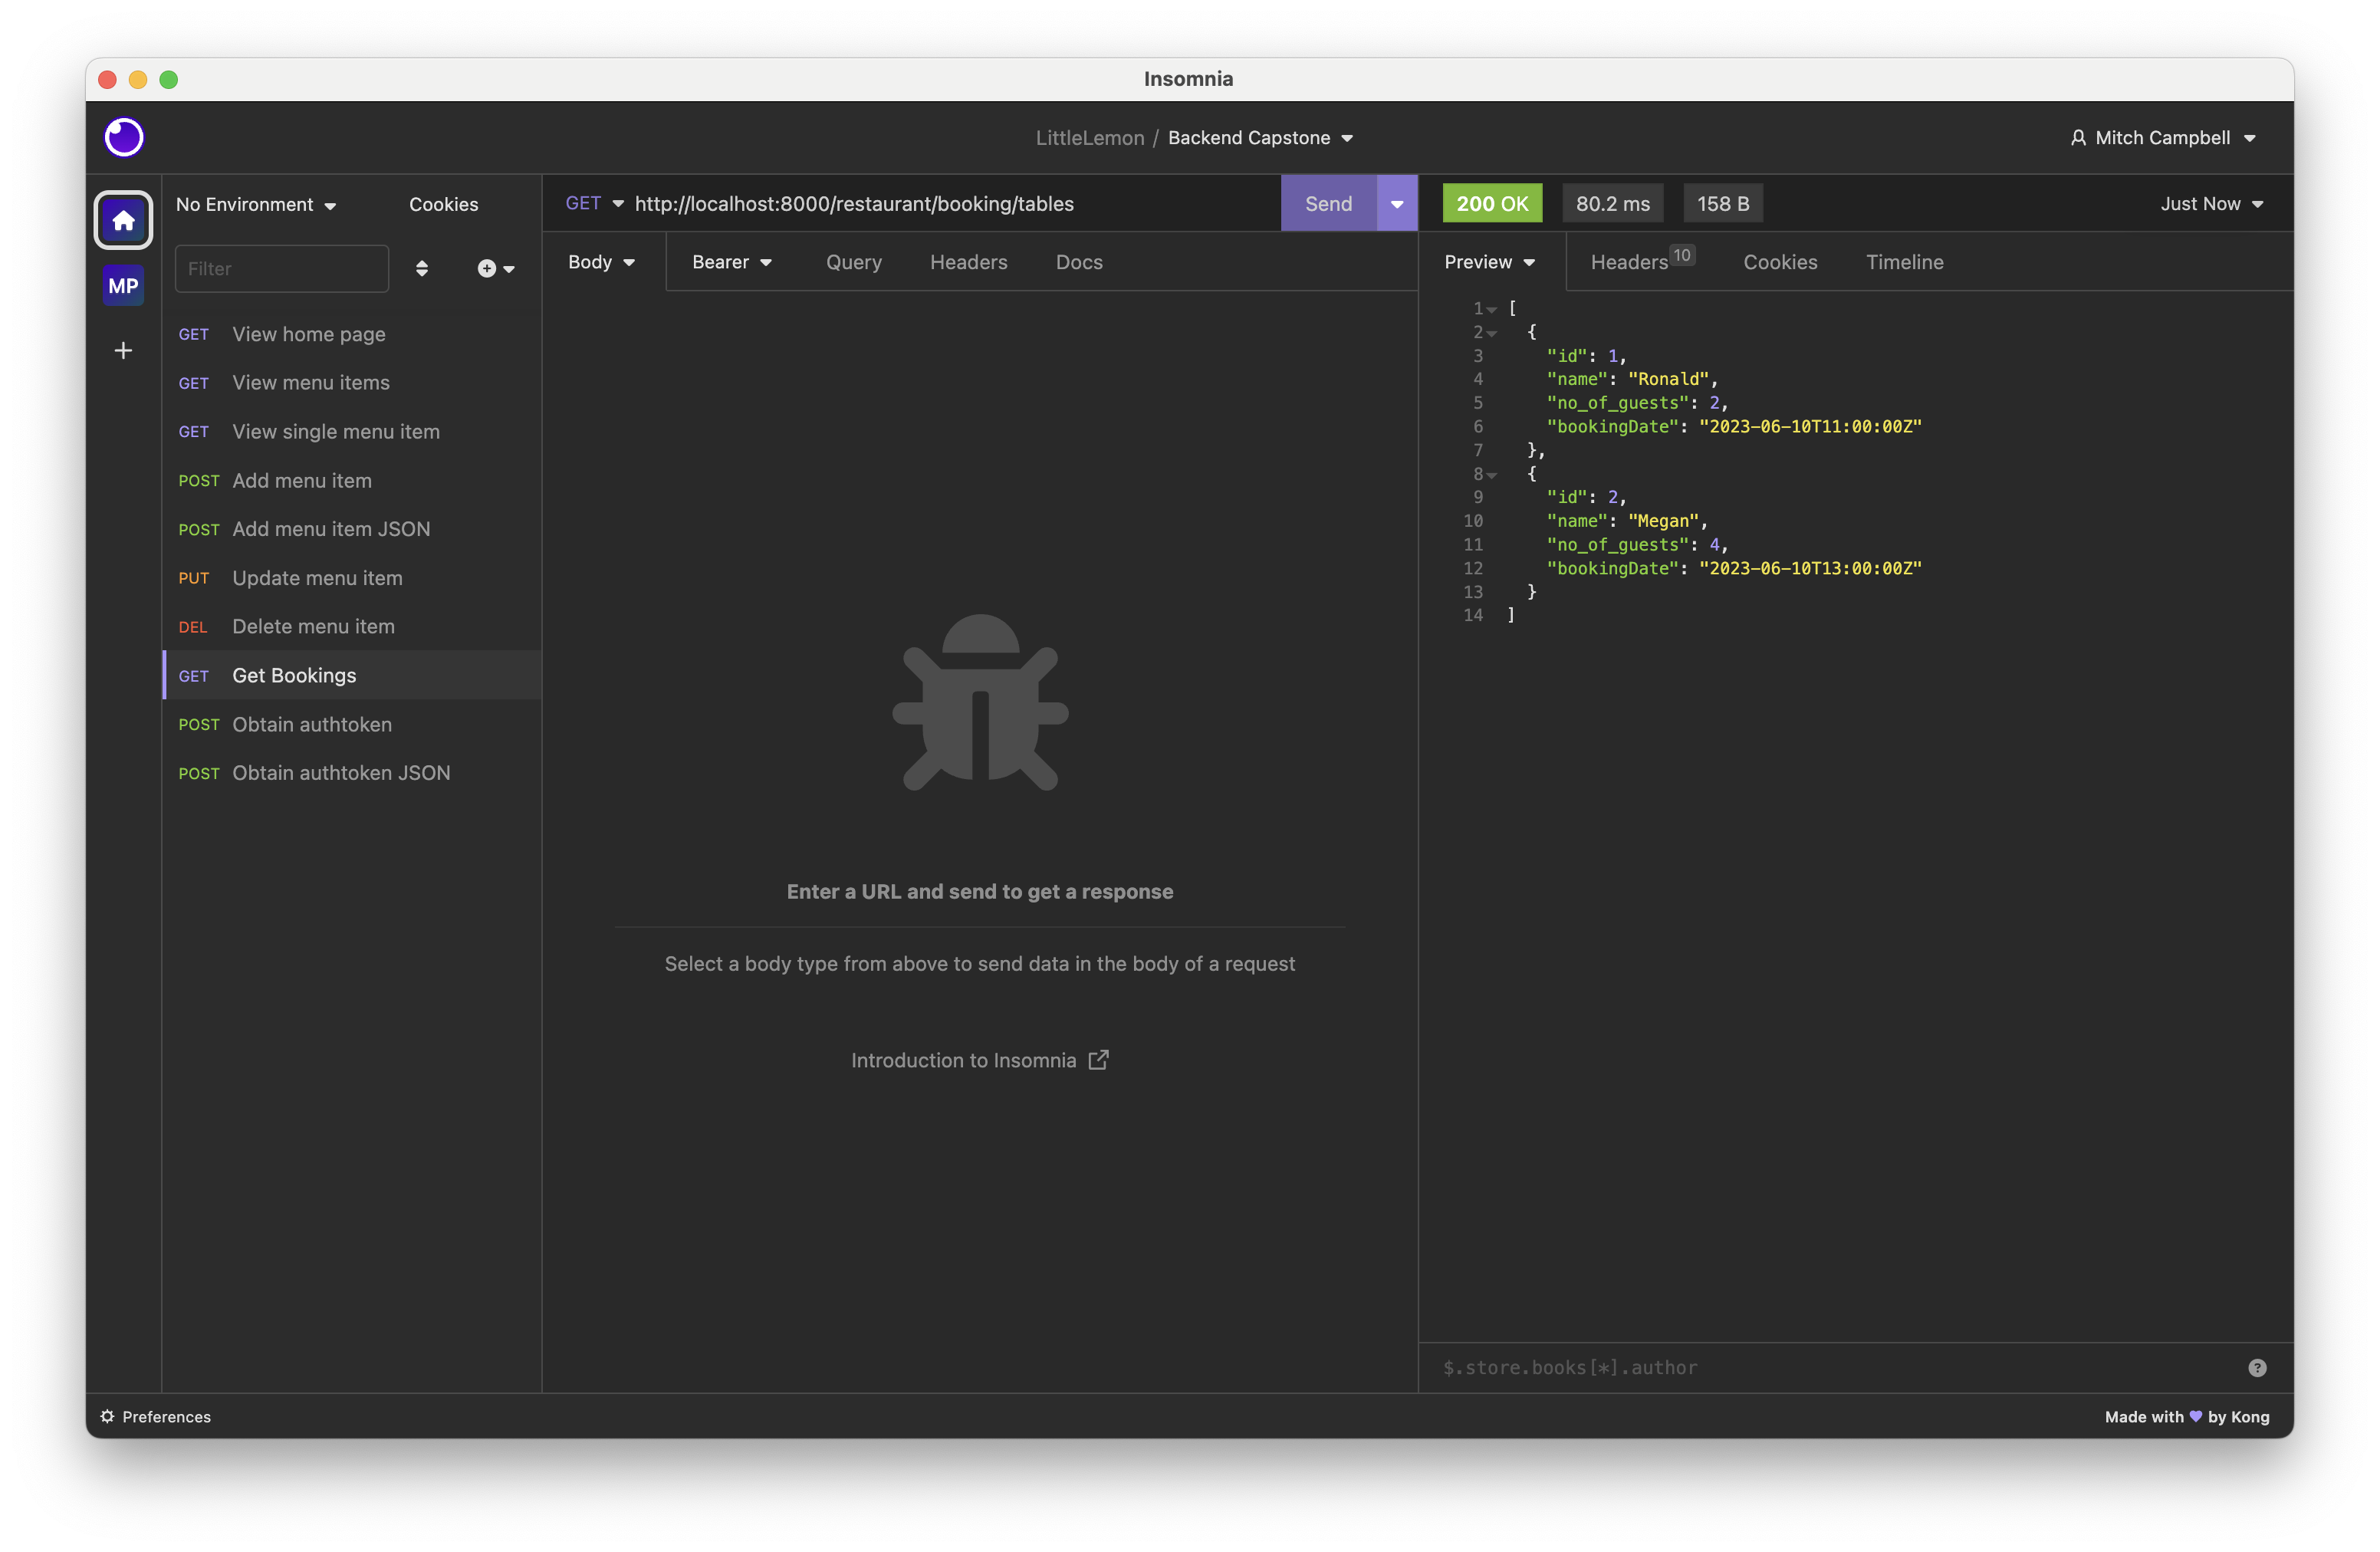 Insomnia
LittleLemon / Backend Capstone
Mitch Campbell
MP
No Environment
Cookies
Filter
GET View home page
GET View menu items
GET View single menu item
POST Add menu item
POST Add menu item JSON
PUT Update menu item
DEL Delete menu item
GET Get Bookings
POST Obtain authtoken
POST Obtain authtoken JSON
GET http://localhost:8000/restaurant/booking/tables Send
Body Bearer Query Headers Docs
Enter a URL and send to get a response
Select a body type from above to send data in the body of a request
Introduction to Insomnia
200 OK 80.2 ms 158 B Just Now
Preview Headers 10 Cookies Timeline
1 [
2 {
3 "id": 1,
4 "name": "Ronald",
5 "no_of_guests": 2,
6 "bookingDate": "2023-06-10T11:00:00Z"
7 },
8 {
9 "id": 2,
10 "name": "Megan",
11 "no_of_guests": 4,
12 "bookingDate": "2023-06-10T13:00:00Z"
13 }
14 ]
$.store.books[*].author
?
Preferences
Made with ♥ by Kong